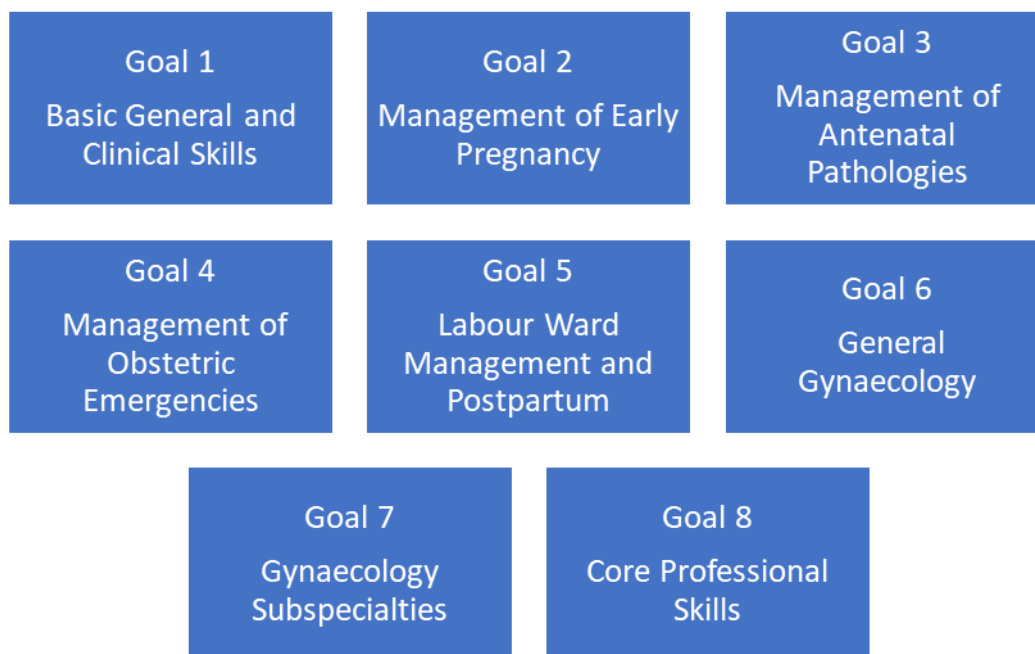 Goal 1
Basic General and
Clinical Skills
Goal 2
Management of Early
Pregnancy
Goal 3
Management of
Antenatal
Pathologies
Goal 4
Management of
Obstetric
Emergencies
Goal 5
Labour Ward
Management and
Postpartum
Goal 6
General
Gynaecology
Goal 7
Gynaecology
Subspecialties
Goal 8
Core Professional
Skills